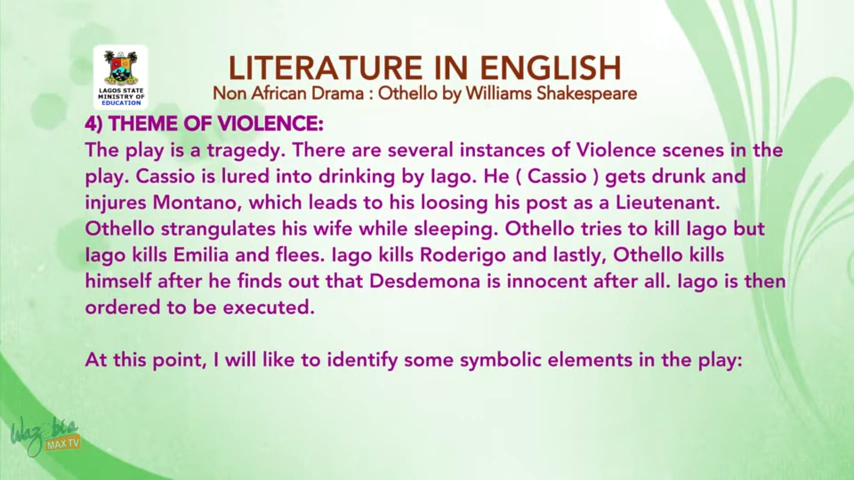 LITERATURE IN ENGLISH
Non African Drama : Othello by Williams Shakespeare
LAGOS STATE
MINISTRY OF
EDUCATION
4) THEME OF VIOLENCE:
The play is a tragedy. There are several instances of Violence scenes in the
play. Cassio is lured into drinking by Iago. He ( Cassio ) gets drunk and
injures Montano, which leads to his loosing his post as a Lieutenant.
Othello strangulates his wife while sleeping. Othello tries to kill Iago but
Iago kills Emilia and flees. Iago kills Roderigo and lastly, Othello kills
himself after he finds out that Desdemona is innocent after all. Iago is then
ordered to be executed.
At this point, I will like to identify some symbolic elements in the play:
MAX TV